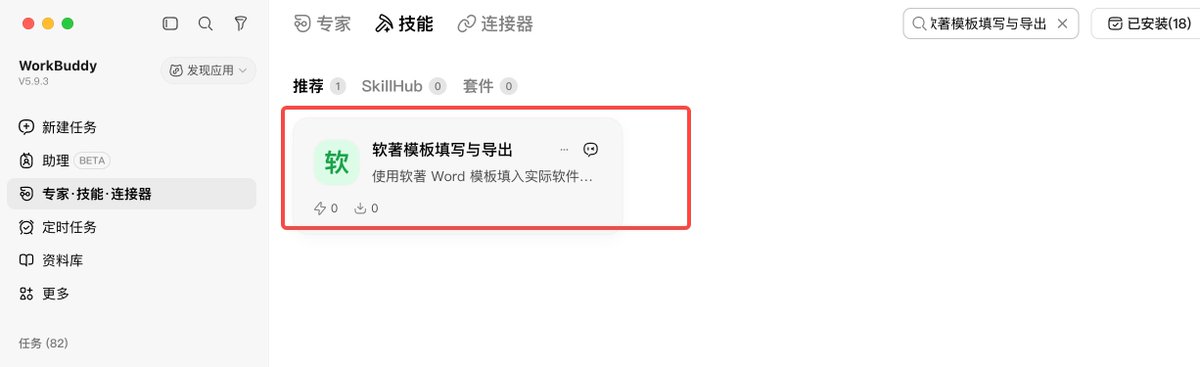 专家
技能
连接器
软著模板填写与导出
已安装(18)
WorkBuddy
V5.9.3
发现应用
推荐 1
SkillHub 0
套件 0
新建任务
助理 BETA
专家·技能·连接器
定时任务
资料库
更多
任务 (82)
软
软著模板填写与导出
使用软著 Word 模板填入实际软件...
0
0